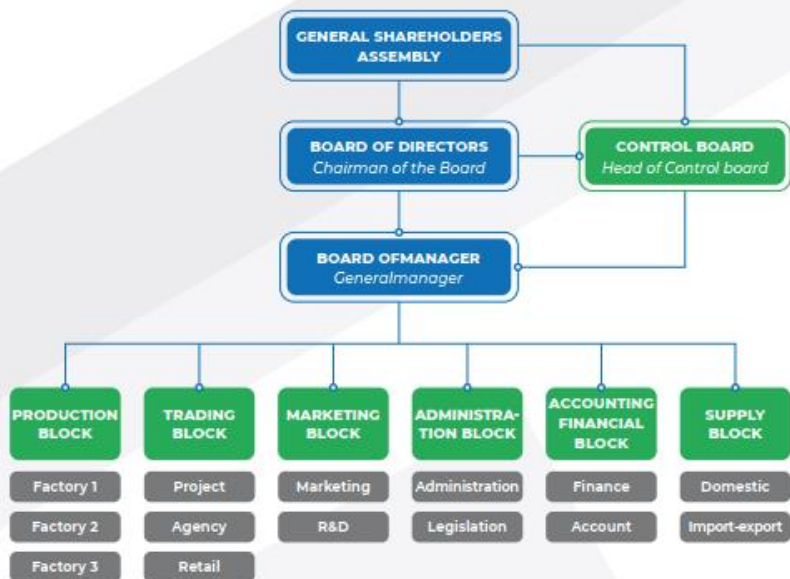 GENERAL SHAREHOLDERS
ASSEMBLY
BOARD OF DIRECTORS
Chairman of the Board
CONTROL BOARD
Head of Control board
BOARD OFMANAGER
Generalmanager
PRODUCTION
BLOCK
TRADING
BLOCK
MARKETING
BLOCK
ADMINISTRA-
TION BLOCK
ACCOUNTING
FINANCIAL
BLOCK
SUPPLY
BLOCK
Factory 1
Project
Marketing
Administration
Finance
Domestic
Factory 2
Agency
R&D
Legislation
Account
Import-export
Factory 3
Retail